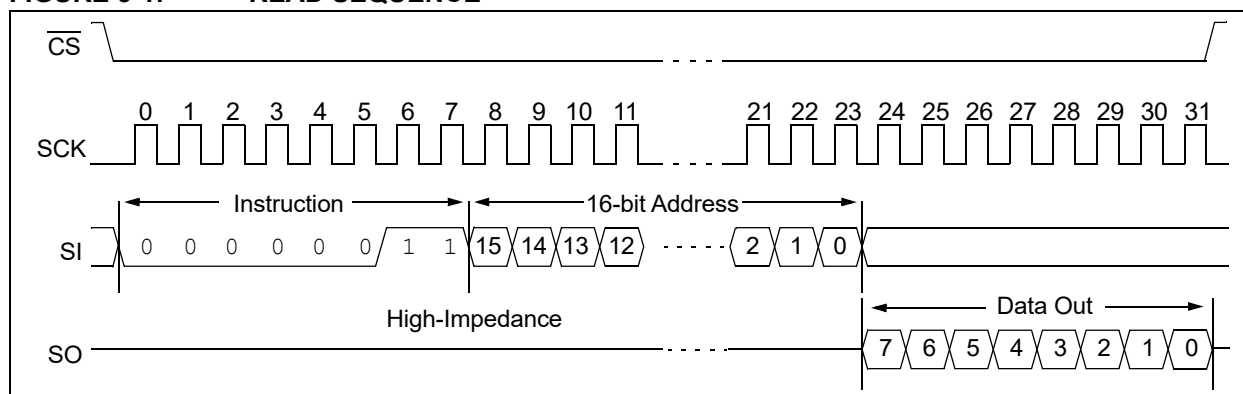 FIGURE 3-1: READ SEQUENCE
CS
0 1 2 3 4 5 6 7 8 9 10 11 21 22 23 24 25 26 27 28 29 30 31
SCK
Instruction 16-bit Address
SI 0 0 0 0 0 0 1 1 15 14 13 12 2 1 0
Data Out
High-Impedance
SO 7 6 5 4 3 2 1 0